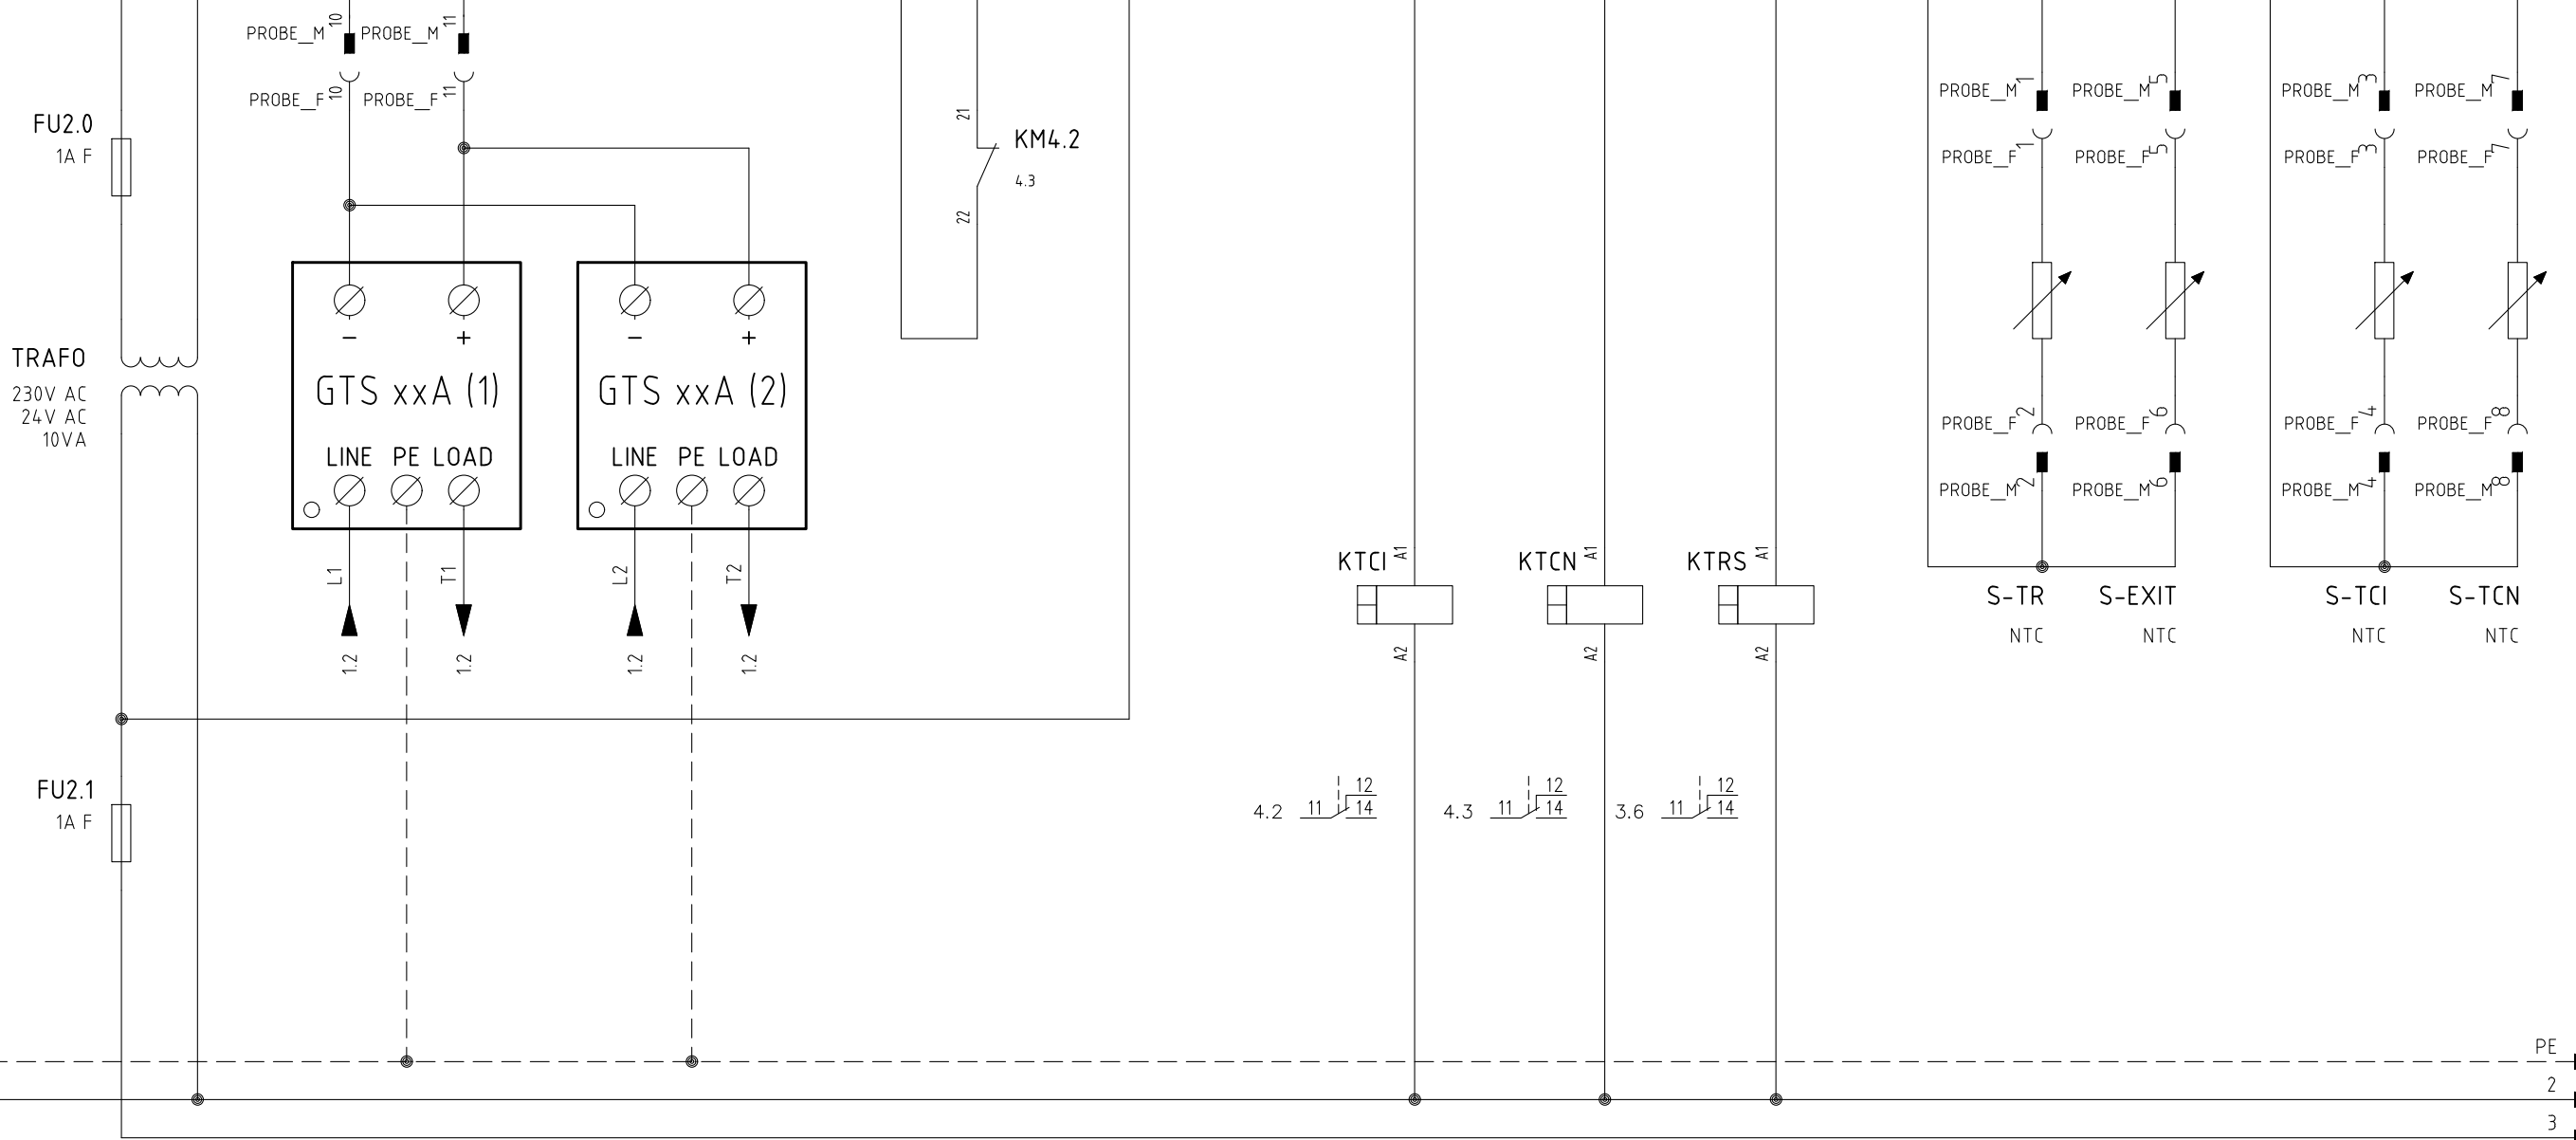 PROBE_M 10 PROBE_M 11
PROBE_F 10 PROBE_F 11
FU2.0
1A F
21
KM4.2
4.3
22
PROBE_M 1 PROBE_M 5 PROBE_M 3 PROBE_M 7
PROBE_F 1 PROBE_F 5 PROBE_F 3 PROBE_F 7
- + - +
TRAFO
230V AC
24V AC
10VA
GTS xxA (1) GTS xxA (2)
LINE PE LOAD LINE PE LOAD
PROBE_F 2 PROBE_F 6 PROBE_F 4 PROBE_F 8
PROBE_M 2 PROBE_M 6 PROBE_M 4 PROBE_M 8
L1 T1 L2 T2
1.2 1.2 1.2 1.2
KTCI A1 KTCN A1 KTRS A1
A2 A2 A2
S-TR S-EXIT S-TCI S-TCN
NTC NTC NTC NTC
FU2.1
1A F
12 12 12
4.2 11 14 4.3 11 14 3.6 11 14
PE
2
3